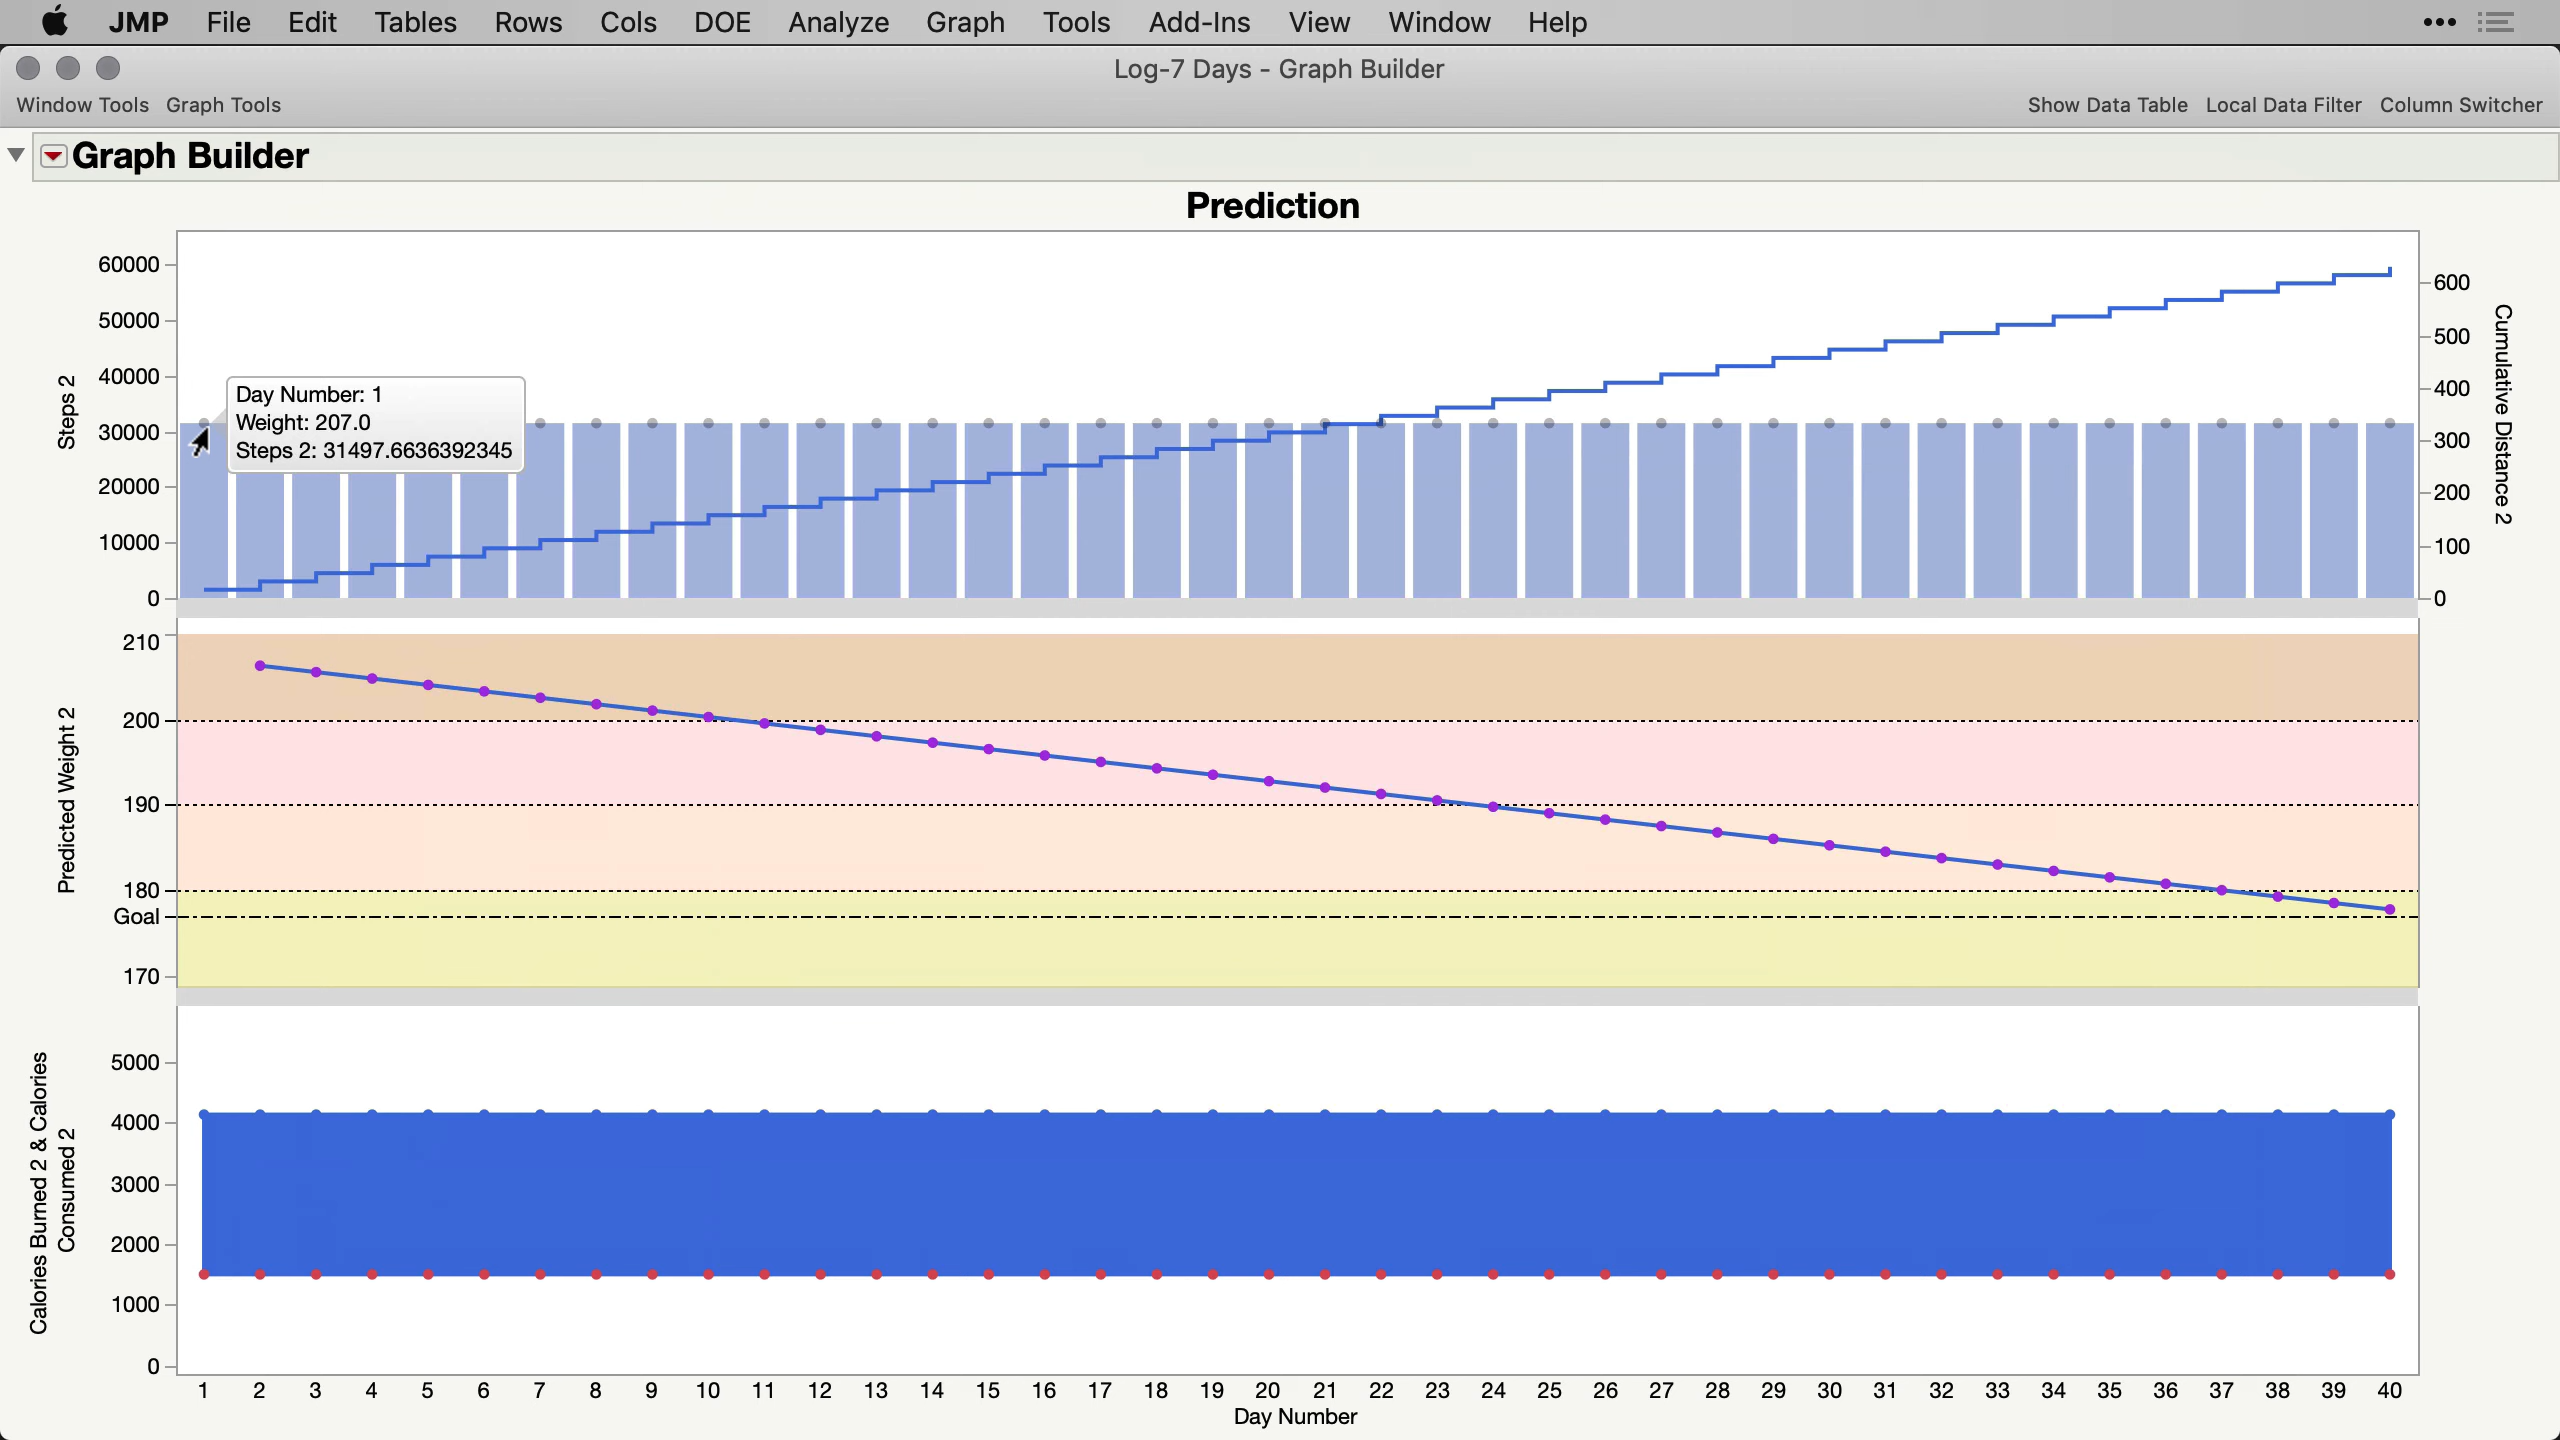 JMP File Edit Tables Rows Cols DOE Analyze Graph Tools Add-Ins View Window Help
Log-7 Days - Graph Builder
Window Tools Graph Tools Show Data Table Local Data Filter Column Switcher
Graph Builder
Prediction
Steps 2
60000
50000
40000
30000
20000
10000
0
Day Number: 1
Weight: 207.0
Steps 2: 31497.6636392345
600
500
400
300
200
100
0
Cumulative Distance 2
Predicted Weight 2
210
200
190
180
Goal
170
Calories Burned 2 & Calories
Consumed 2
5000
4000
3000
2000
1000
0
1 2 3 4 5 6 7 8 9 10 11 12 13 14 15 16 17 18 19 20 21 22 23 24 25 26 27 28 29 30 31 32 33 34 35 36 37 38 39 40
Day Number